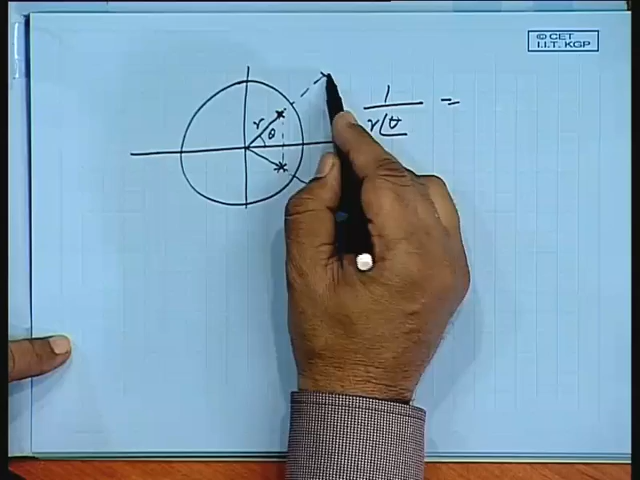 © CET
I.I.T. KGP
r θ
1 / r∠θ =